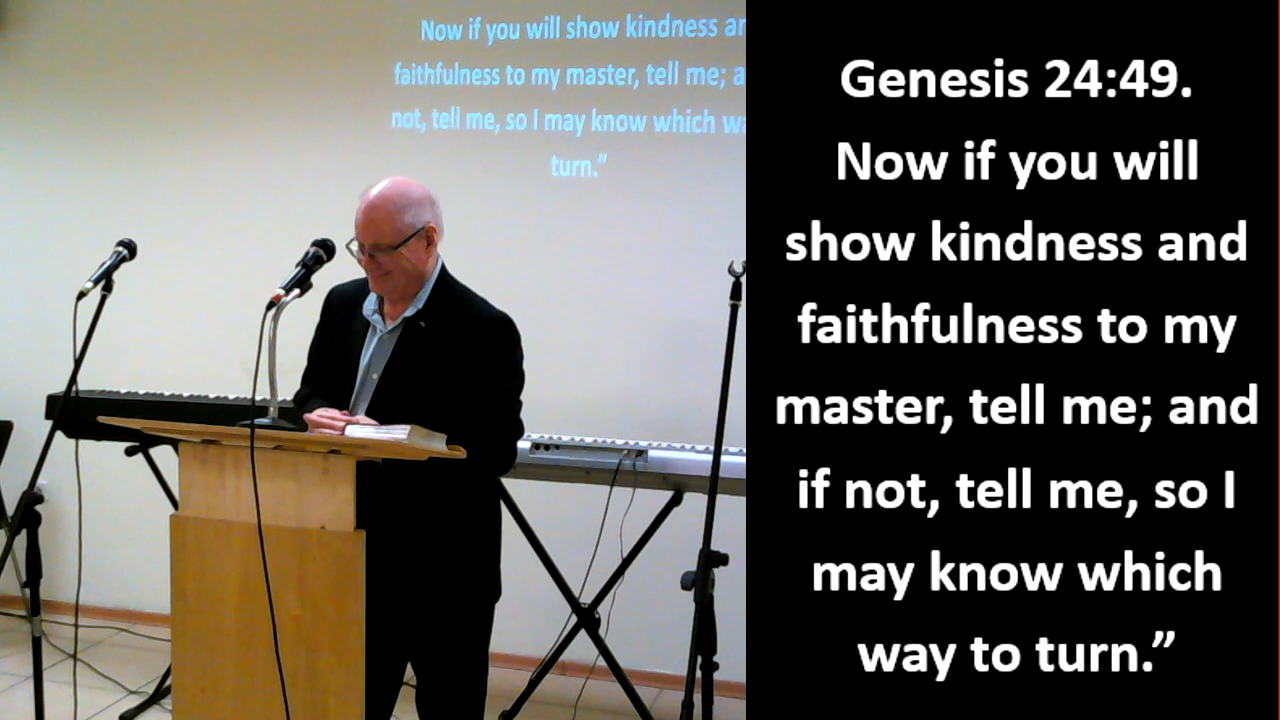 Now if you will show kindness
faithfulness to my master, tell me;
not, tell me, so I may know which
turn.”
Genesis 24:49.
Now if you will
show kindness and
faithfulness to my
master, tell me; and
if not, tell me, so I
may know which
way to turn.”